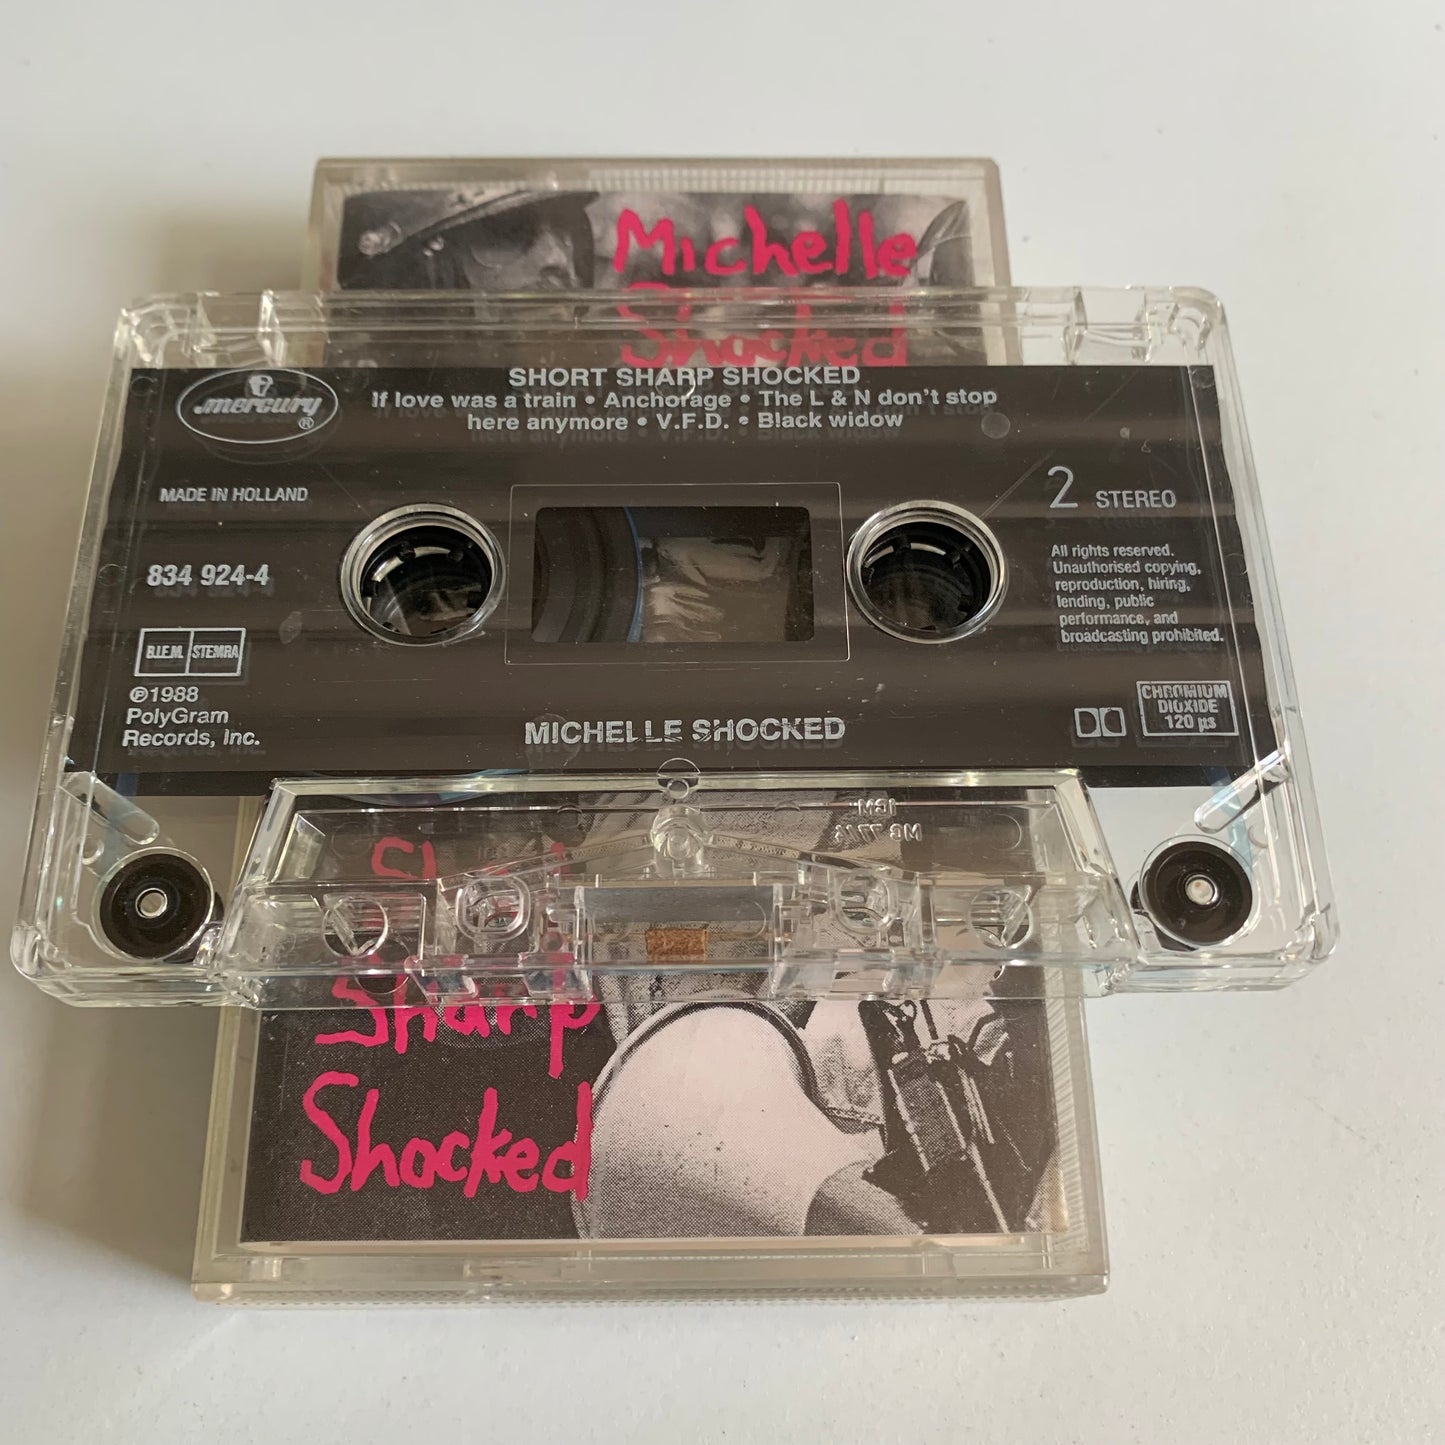 Michelle
Shocked
mercury ®
SHORT SHARP SHOCKED
If love was a train • Anchorage • The L & N don't stop
here anymore • V.F.D. • Black widow
MADE IN HOLLAND
2 STEREO
834 924-4
All rights reserved.
Unauthorised copying,
reproduction, hiring,
lending, public
performance, and
broadcasting prohibited.
B.I.E.M. STEMRA
℗1988
PolyGram
Records, Inc.
MICHELLE SHOCKED
CHROMIUM
DIOXIDE
120 µs
Sharp
Shocked